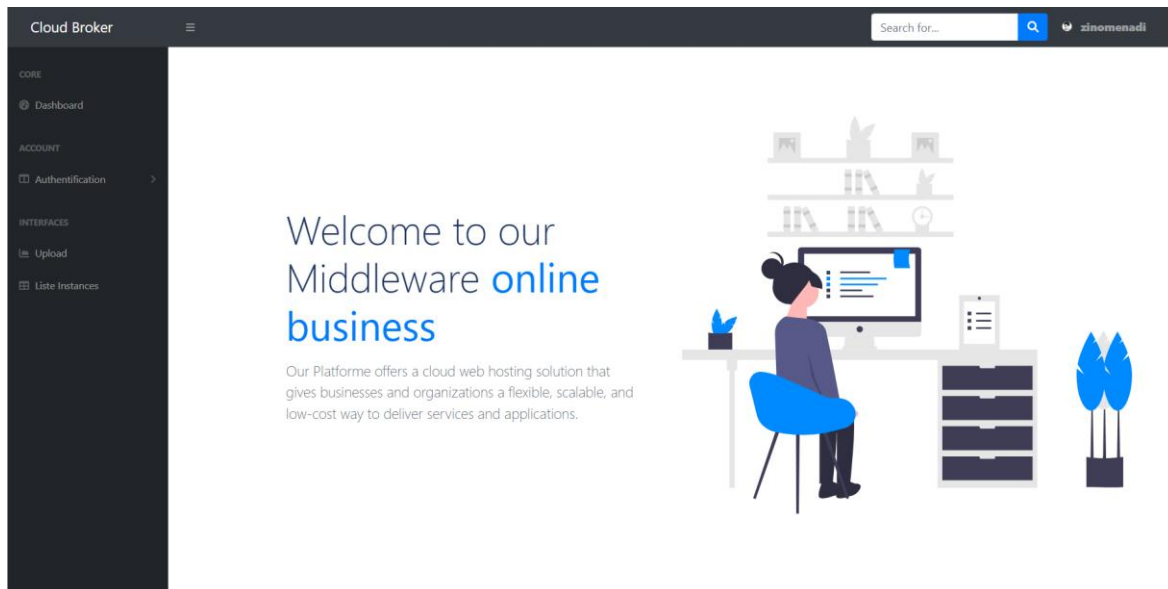 Cloud Broker
Search for...
zinomenadi
CORE
Dashboard
ACCOUNT
Authentification
INTERFACES
Upload
Liste Instances
Welcome to our
Middleware online
business
Our Platforme offers a cloud web hosting solution that
gives businesses and organizations a flexible, scalable, and
low-cost way to deliver services and applications.